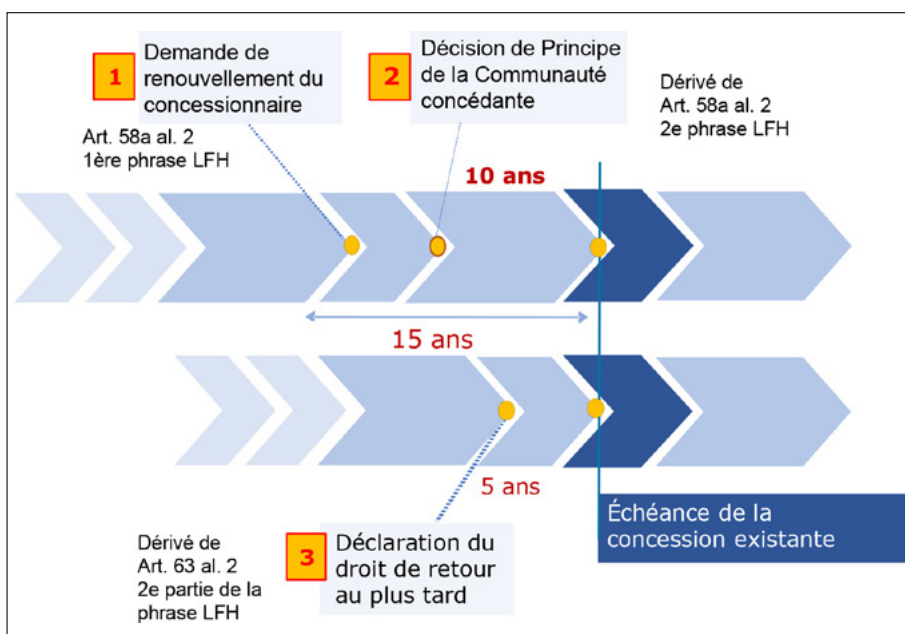 1
Demande de
renouvellement du
concessionnaire
2
Décision de Principe
de la Communauté
concédante
Dérivé de
Art. 58a al. 2
2e phrase LFH
Art. 58a al. 2
1ère phrase LFH
10 ans
15 ans
5 ans
Échéance de la
concession existante
Dérivé de
Art. 63 al. 2
2e partie de la
phrase LFH
3
Déclaration du
droit de retour
au plus tard